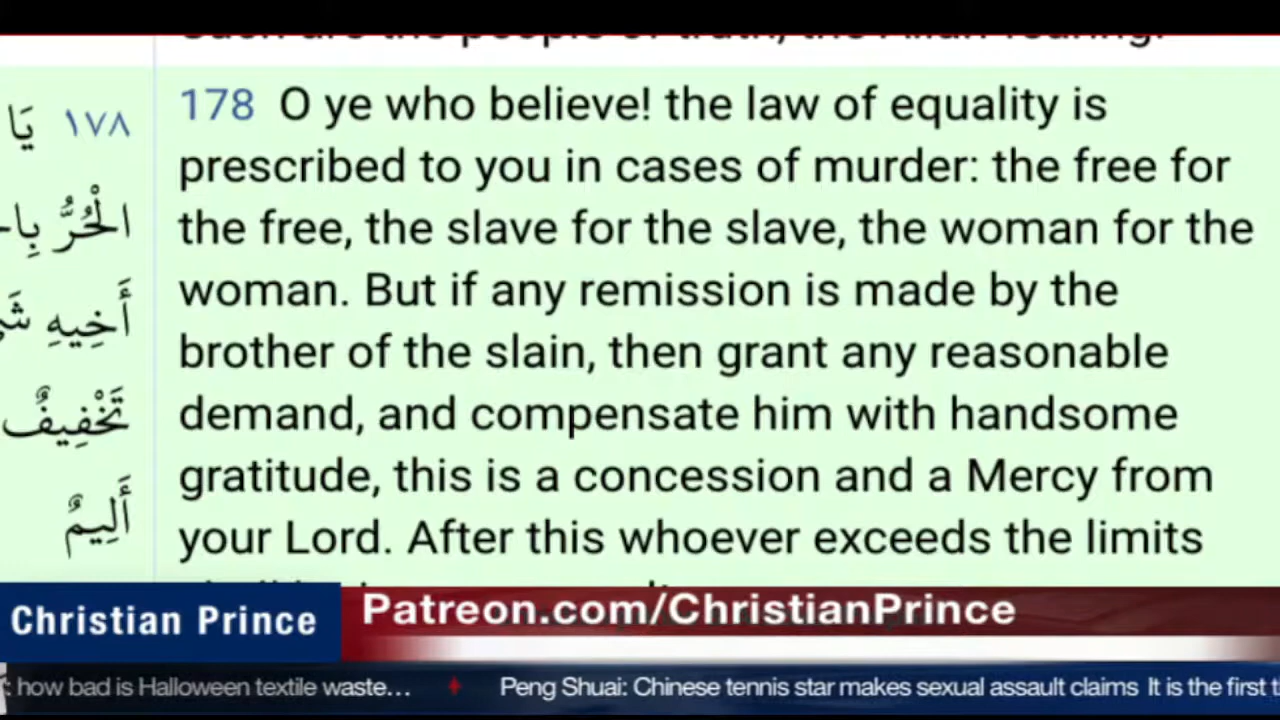 178 O ye who believe! the law of equality is
prescribed to you in cases of murder: the free for
the free, the slave for the slave, the woman for the
woman. But if any remission is made by the
brother of the slain, then grant any reasonable
demand, and compensate him with handsome
gratitude, this is a concession and a Mercy from
your Lord. After this whoever exceeds the limits
١٧٨ يَا
الْحُرُّ
أَخِيهِ
تَخْفِيفٌ
أَلِيمٌ
Christian Prince
Patreon.com/ChristianPrince
: how bad is Halloween textile waste... Peng Shuai: Chinese tennis star makes sexual assault claims It is the first